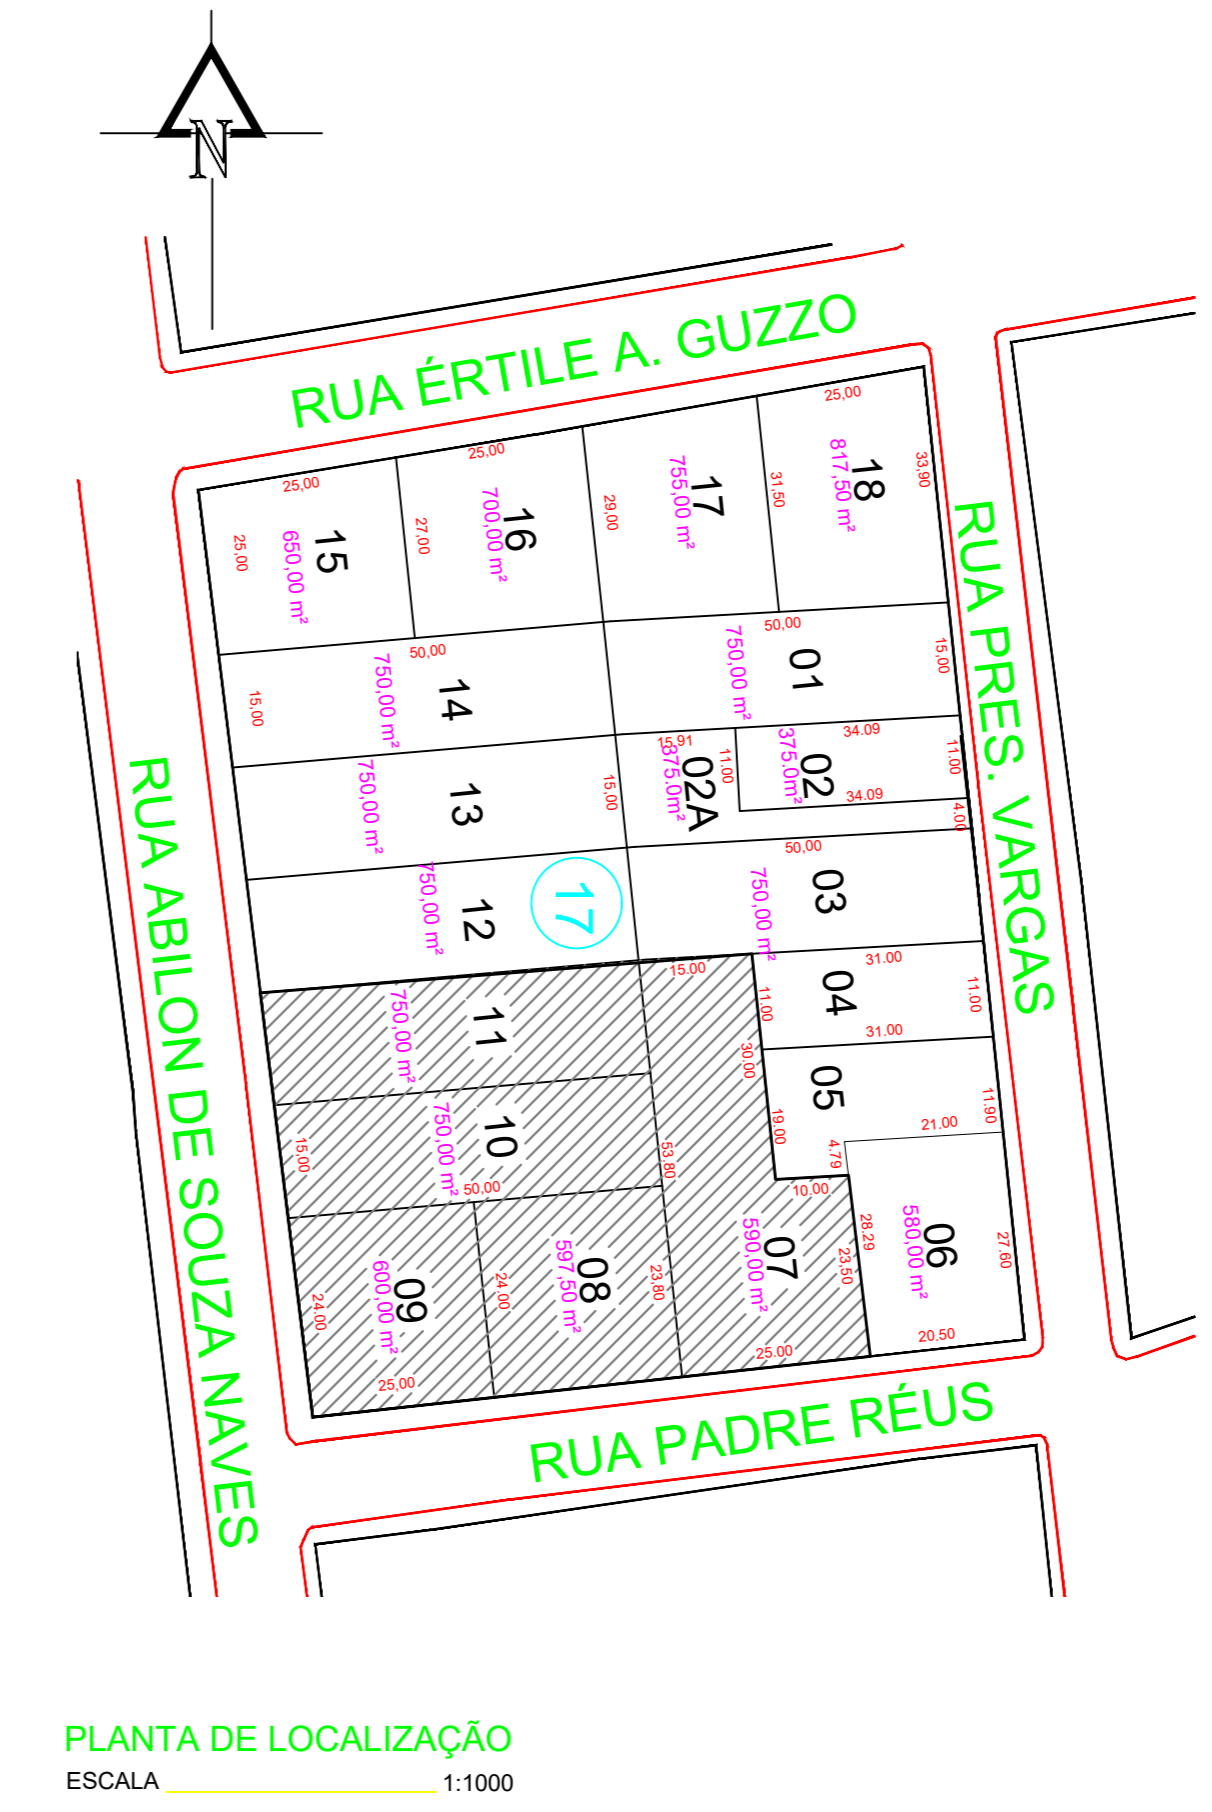 N
RUA ÉRTILE A. GUZZO
25,00
33,90
18
817,50 m²
31,50
17
755,00 m²
29,00
25,00
16
700,00 m²
27,00
25,00
15
650,00 m²
25,00
50,00
14
750,00 m²
15,00
50,00
01
750,00 m²
15,00
RUA PRES. VARGAS
15,91
34.09
02
375.0m²
11.00
11.00
02A
375.0m²
34.09
4.00
13
750,00 m²
15,00
50,00
03
750,00 m²
12
750,00 m²
17
RUA ABILON DE SOUZA NAVES
15.00
31.00
04
11.00
11.00
31.00
11
750,00 m²
30.00
05
11.90
19.00
21.00
4.79
10
750,00 m²
15,00
53,80
50,00
10.00
28.29
23,50
06
580,00 m²
27.60
07
590,00 m²
23,80
08
597,50 m²
24,00
09
600,00 m²
24.00
25,00
25.00
20.50
RUA PADRE RÉUS
PLANTA DE LOCALIZAÇÃO
ESCALA 1:1000